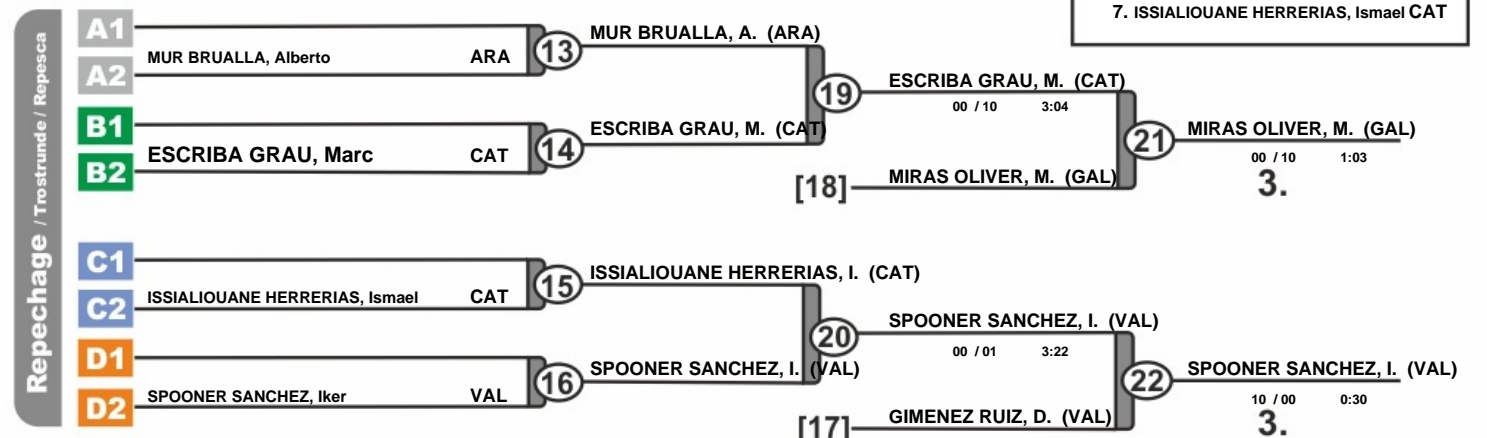 7. ISSIALIOUANE HERRERIAS, Ismael CAT
Repechage / Trostrunde / Repesca
A1
MUR BRUALLA, Alberto ARA
A2
13
MUR BRUALLA, A. (ARA)
B1
ESCRIBA GRAU, Marc CAT
B2
14
ESCRIBA GRAU, M. (CAT)
19
ESCRIBA GRAU, M. (CAT)
00 / 10 3:04
[18]
MIRAS OLIVER, M. (GAL)
21
MIRAS OLIVER, M. (GAL)
00 / 10 1:03
3.
C1
ISSIALIOUANE HERRERIAS, Ismael CAT
C2
15
ISSIALIOUANE HERRERIAS, I. (CAT)
D1
SPOONER SANCHEZ, Iker VAL
D2
16
SPOONER SANCHEZ, I. (VAL)
20
SPOONER SANCHEZ, I. (VAL)
00 / 01 3:22
[17]
GIMENEZ RUIZ, D. (VAL)
22
SPOONER SANCHEZ, I. (VAL)
10 / 00 0:30
3.